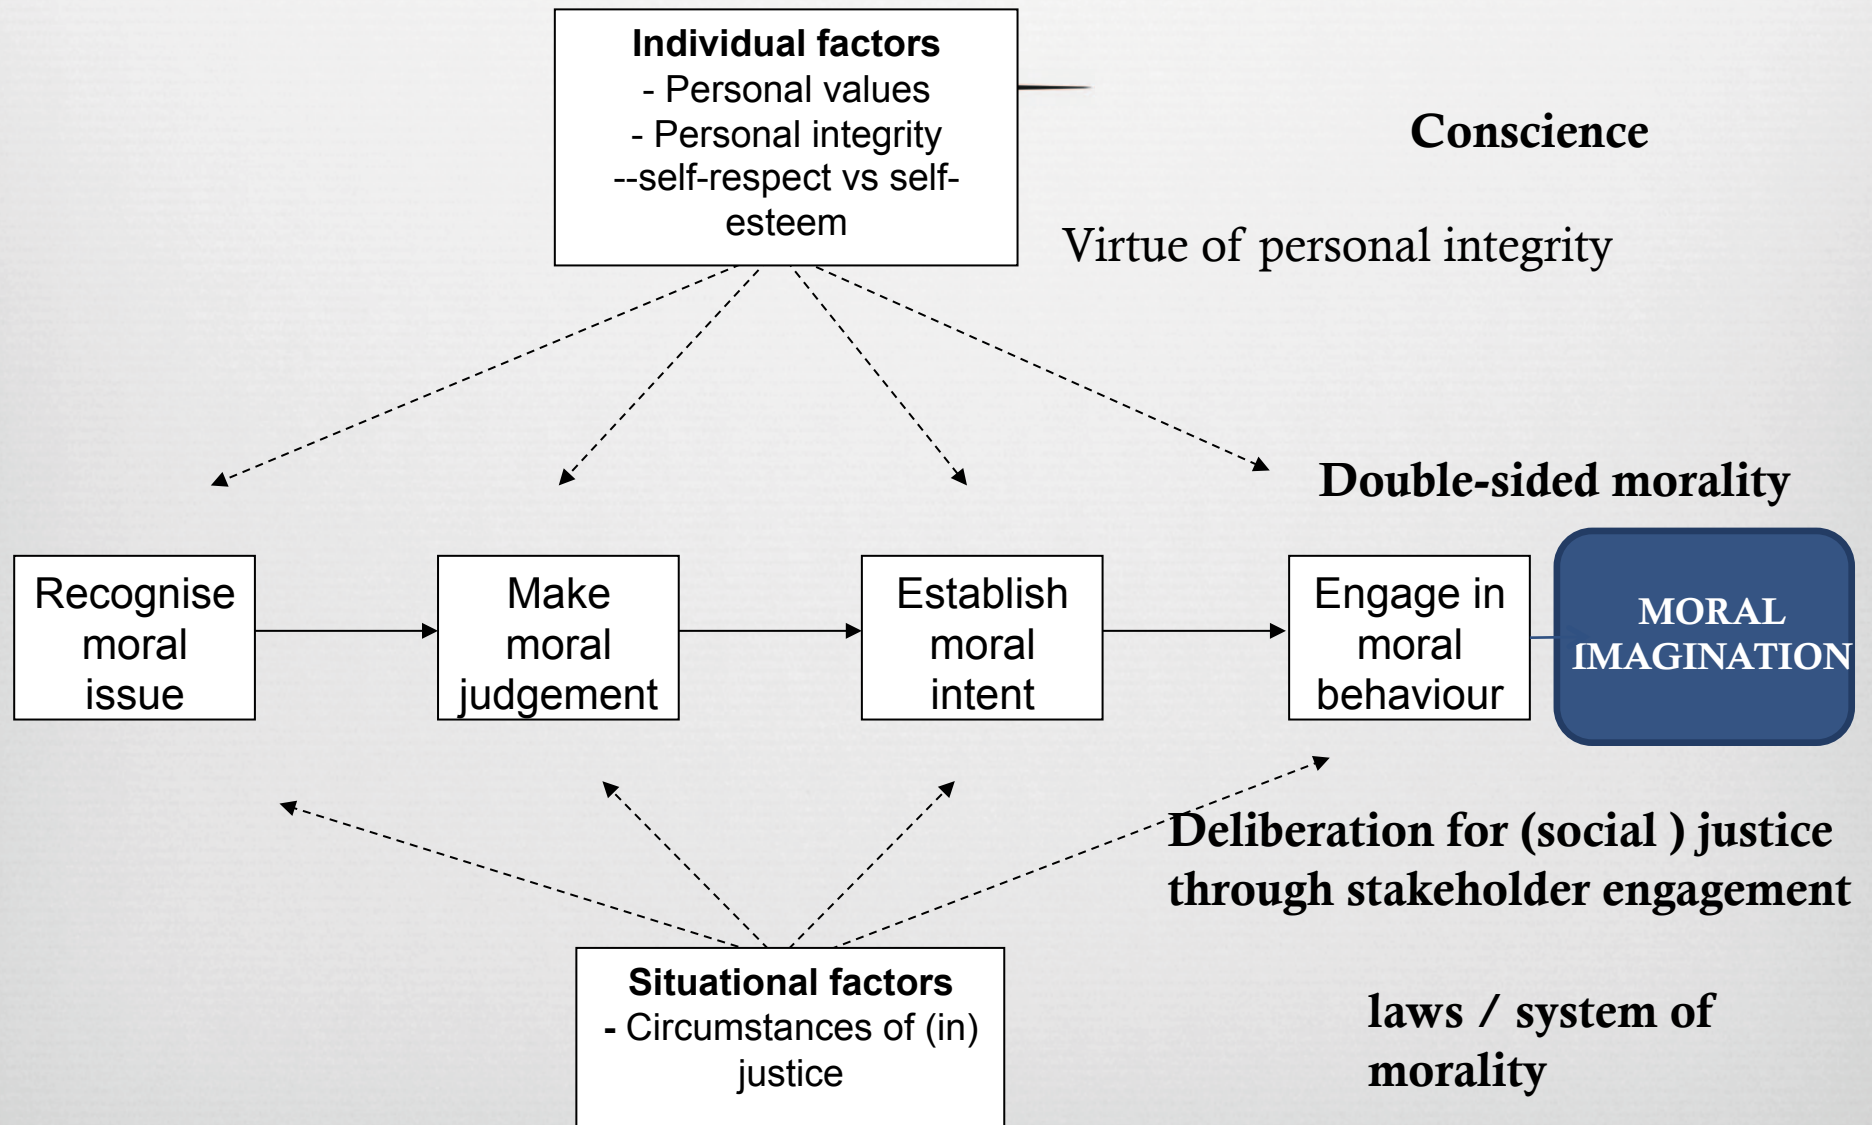 Individual factors
- Personal values
- Personal integrity
--self-respect vs self-
esteem
Conscience
Virtue of personal integrity
Double-sided morality
Recognise
moral
issue
Make
moral
judgement
Establish
moral
intent
Engage in
moral
behaviour
MORAL
IMAGINATION
Deliberation for (social ) justice
through stakeholder engagement
Situational factors
- Circumstances of (in)
justice
laws / system of
morality